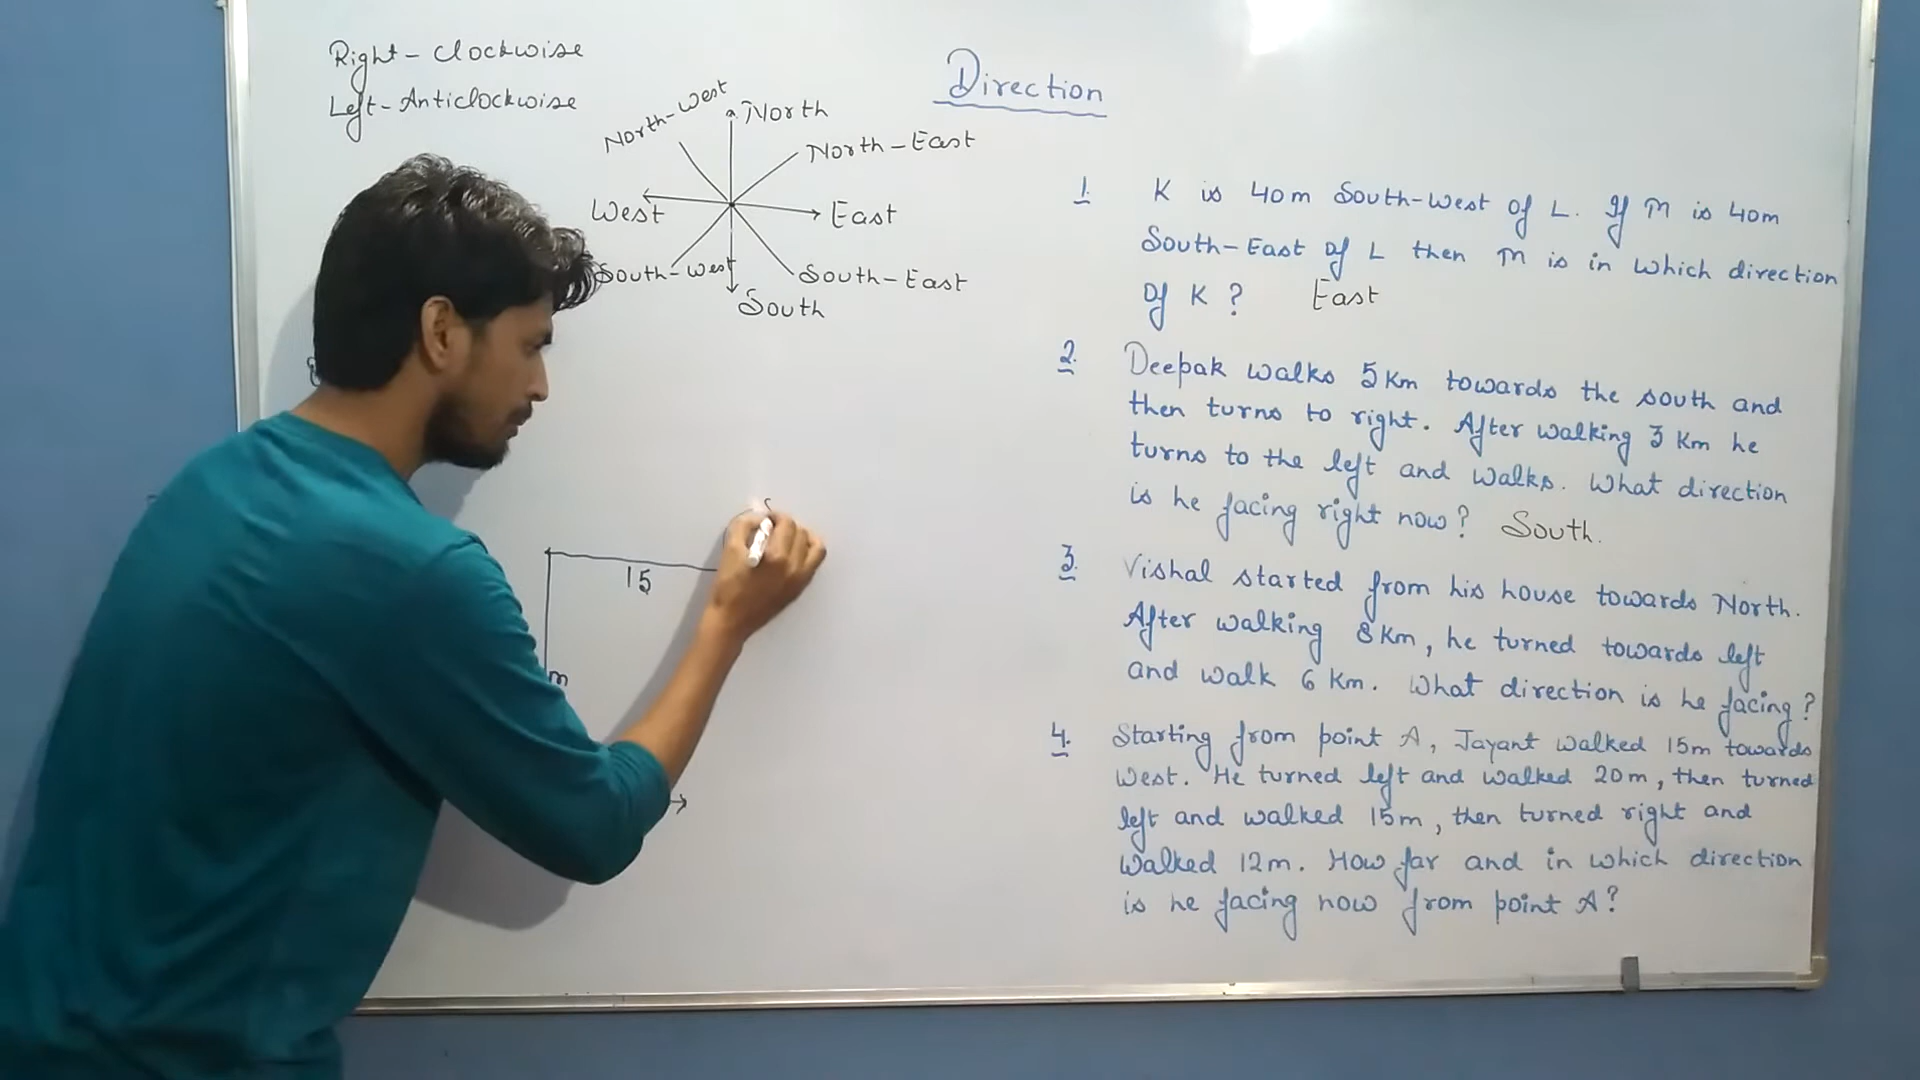 Right - Clockwise
Left - Anticlockwise
North-West
North
North-East
West
East
South-West
South-East
South
15
m
Direction
1. K is 40m South-West of L. If M is 40m
South-East of L then M is in which direction
of K? East
2. Deepak walks 5 Km towards the south and
then turns to right. After walking 3 Km he
turns to the left and walks. What direction
is he facing right now? South.
3. Vishal started from his house towards North.
After walking 8 Km, he turned towards left
and walk 6 Km. What direction is he facing?
4. Starting from point A, Jayant walked 15m towards
West. He turned left and walked 20m, then turned
left and walked 15m, then turned right and
walked 12m. How far and in which direction
is he facing now from point A?